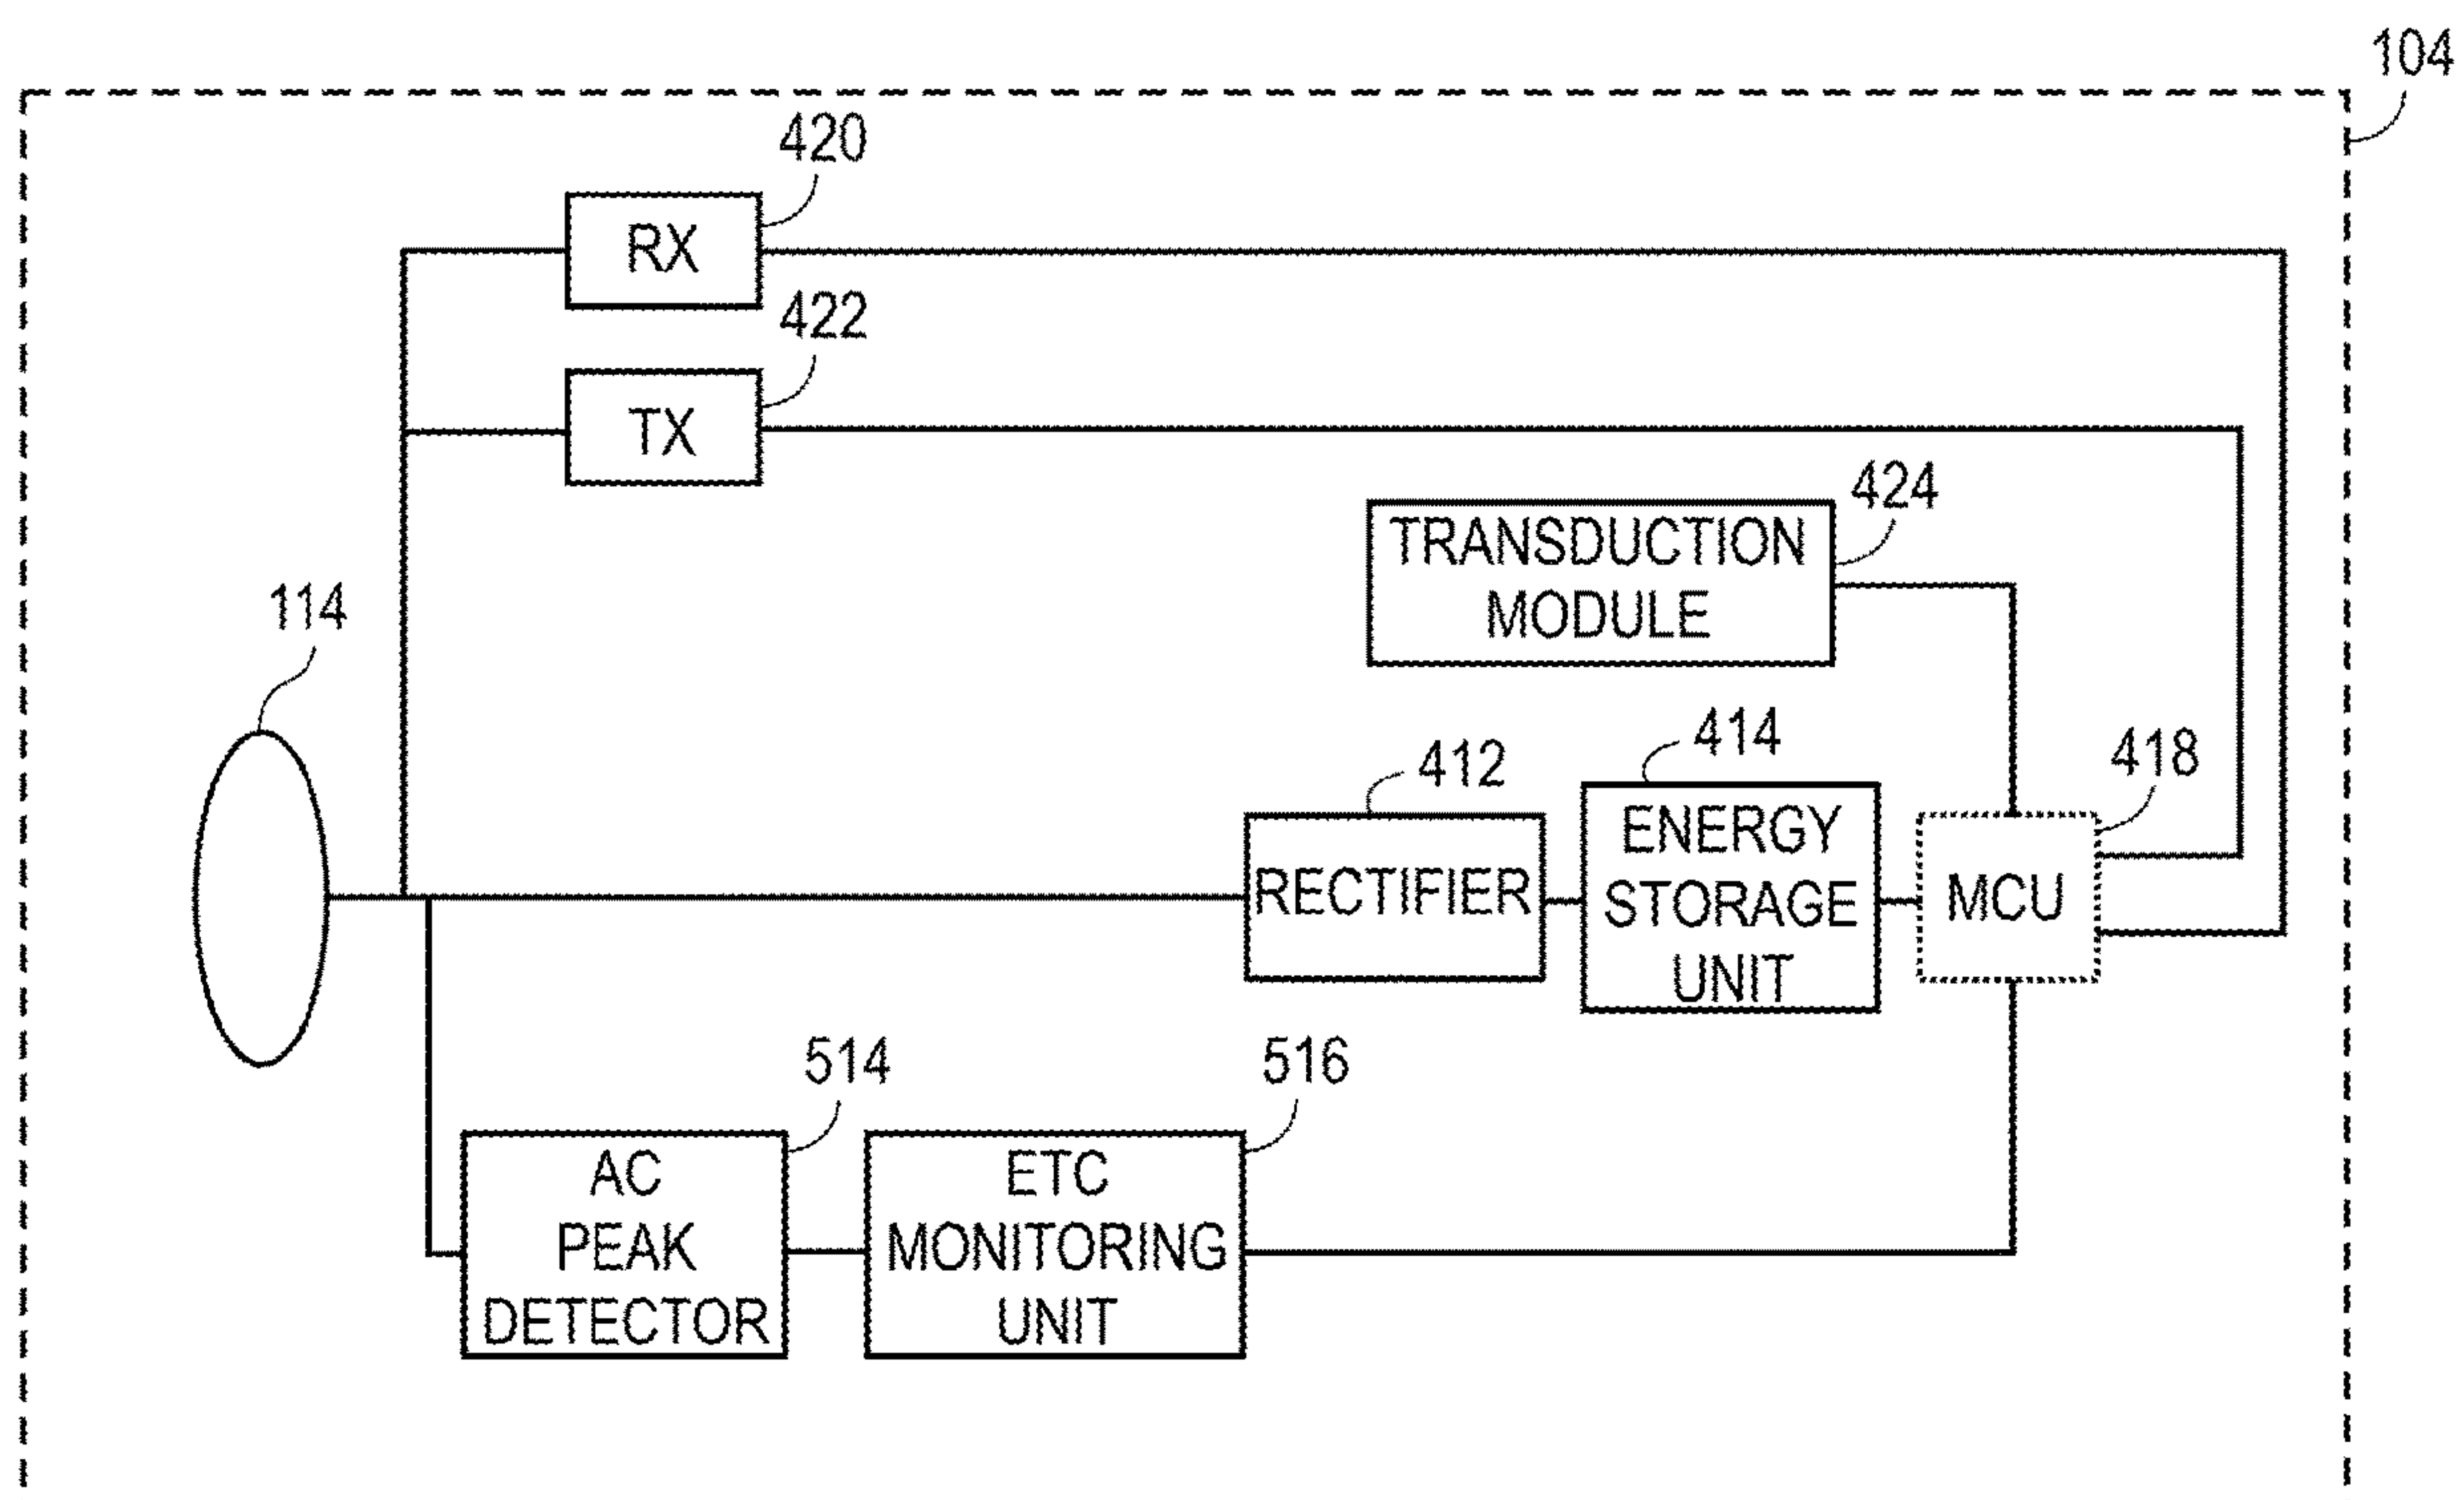 104
420
RX
422
TX
424
TRANSDUCTION
MODULE
114
412
RECTIFIER
414
ENERGY
STORAGE
UNIT
418
MCU
514
AC
PEAK
DETECTOR
516
ETC
MONITORING
UNIT